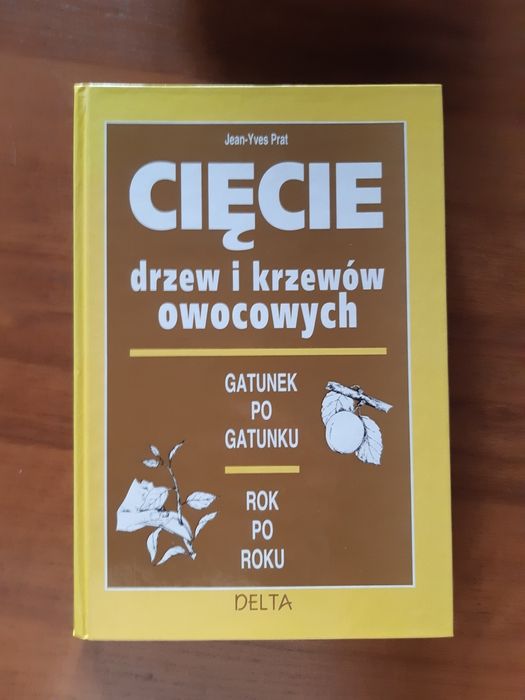 Jean-Yves Prat
CIĘCIE
drzew i krzewów
owocowych
GATUNEK
PO
GATUNKU
ROK
PO
ROKU
DELTA